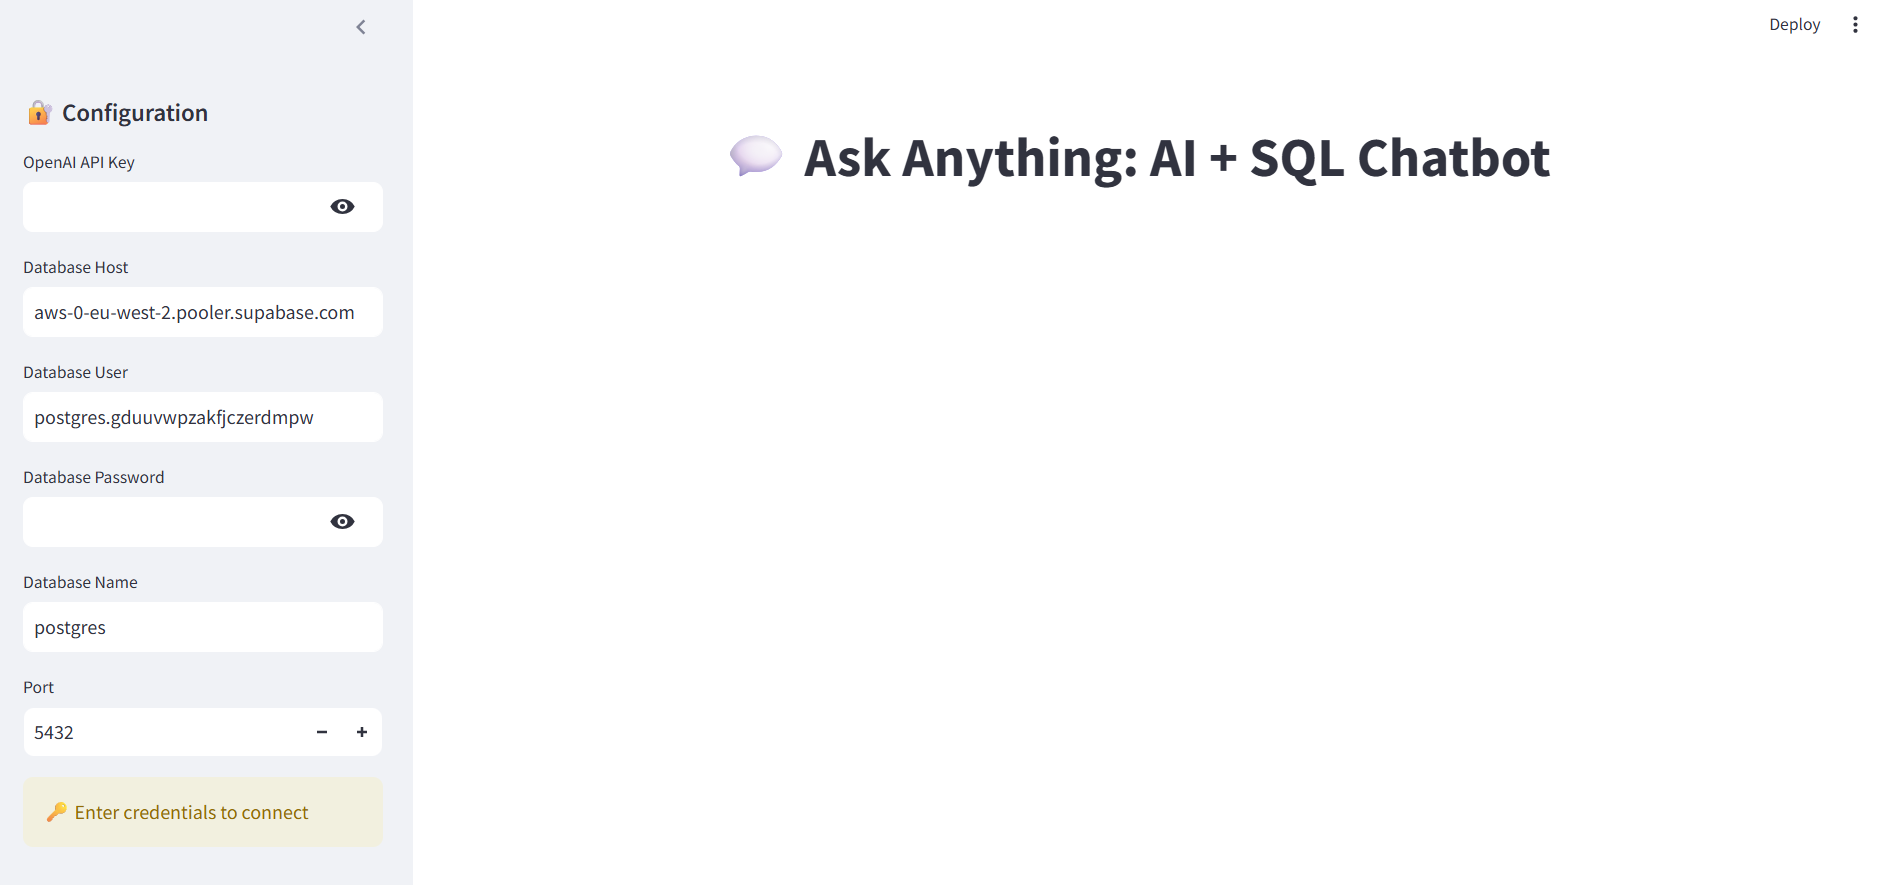 Deploy
🔐 Configuration
OpenAI API Key
Database Host
aws-0-eu-west-2.pooler.supabase.com
Database User
postgres.gduuvwpzakfjczerdmpw
Database Password
Database Name
postgres
Port
5432
🔑 Enter credentials to connect
💬 Ask Anything: AI + SQL Chatbot